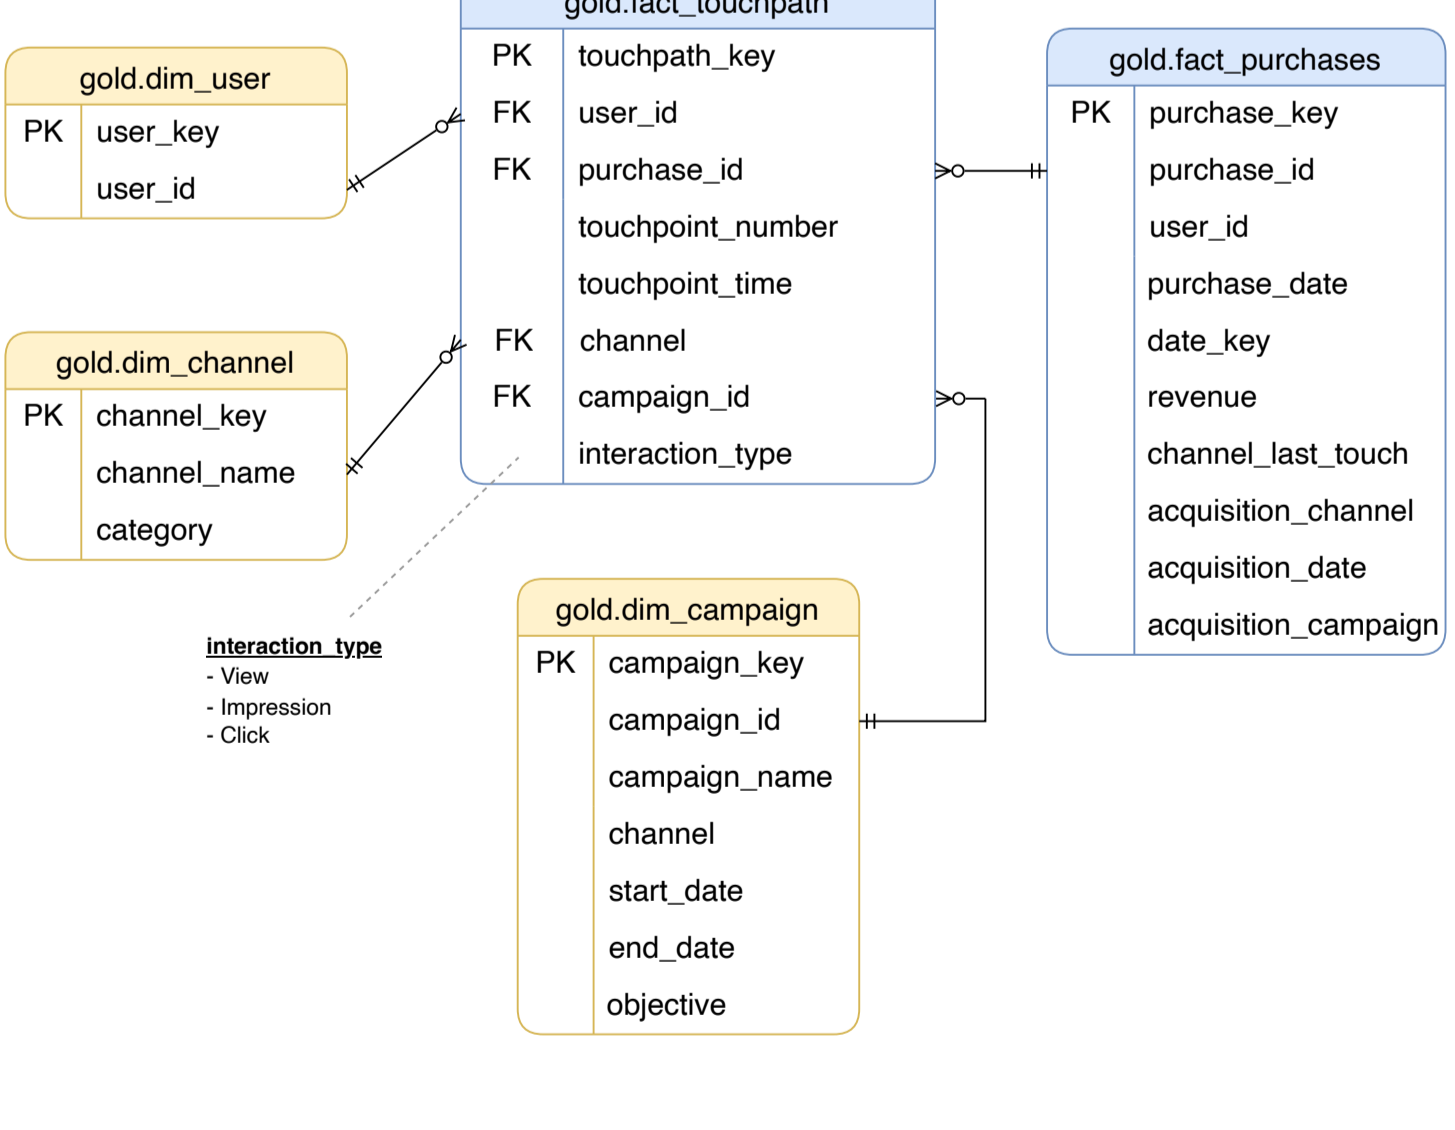 gold.fact_touchpath
PK touchpath_key
FK user_id
FK purchase_id
touchpoint_number
touchpoint_time
FK channel
FK campaign_id
interaction_type
gold.dim_user
PK user_key
user_id
gold.fact_purchases
PK purchase_key
purchase_id
user_id
purchase_date
date_key
revenue
channel_last_touch
acquisition_channel
acquisition_date
acquisition_campaign
gold.dim_channel
PK channel_key
channel_name
category
interaction_type
- View
- Impression
- Click
gold.dim_campaign
PK campaign_key
campaign_id
campaign_name
channel
start_date
end_date
objective